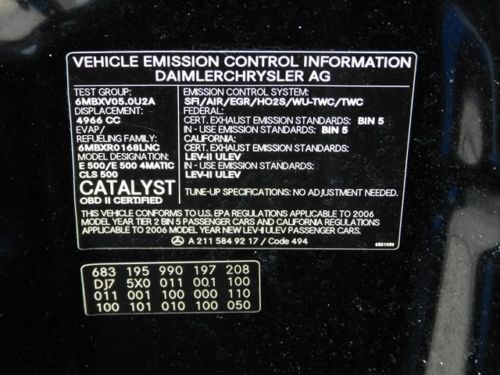 VEHICLE EMISSION CONTROL INFORMATION
DAIMLERCHRYSLER AG
TEST GROUP:
6MBXV05.0U2A
DISPLACEMENT:
4966 CC
EVAP/
REFUELING FAMILY:
6MBXR0168LNC
MODEL DESIGNATION:
E 500/E 500 4MATIC
CLS 500
CATALYST
OBD II CERTIFIED
EMISSION CONTROL SYSTEM:
SFI/AIR/EGR/HO2S/WU-TWC/TWC
FEDERAL:
CERT. EXHAUST EMISSION STANDARDS: BIN 5
IN - USE EXHAUST EMISSION STANDARDS: BIN 5
CALIFORNIA:
CERT. EXHAUST EMISSION STANDARDS:
LEV-II ULEV
IN - USE EXHAUST EMISSION STANDARDS:
LEV-II ULEV
TUNE-UP SPECIFICATIONS: NO ADJUSTMENT NEEDED.
THIS VEHICLE CONFORMS TO U.S. EPA REGULATIONS APPLICABLE TO 2006
MODEL YEAR TIER 2 BIN 5 PASSENGER CARS AND CALIFORNIA REGULATIONS
APPLICABLE TO 2006 MODEL YEAR NEW LEV-II ULEV PASSENGER CARS.
A 211 584 92 17 / Code 494
683 195 990 197 208
DJ7 5X0 011 001 100
011 001 100 000 110
100 101 010 100 050